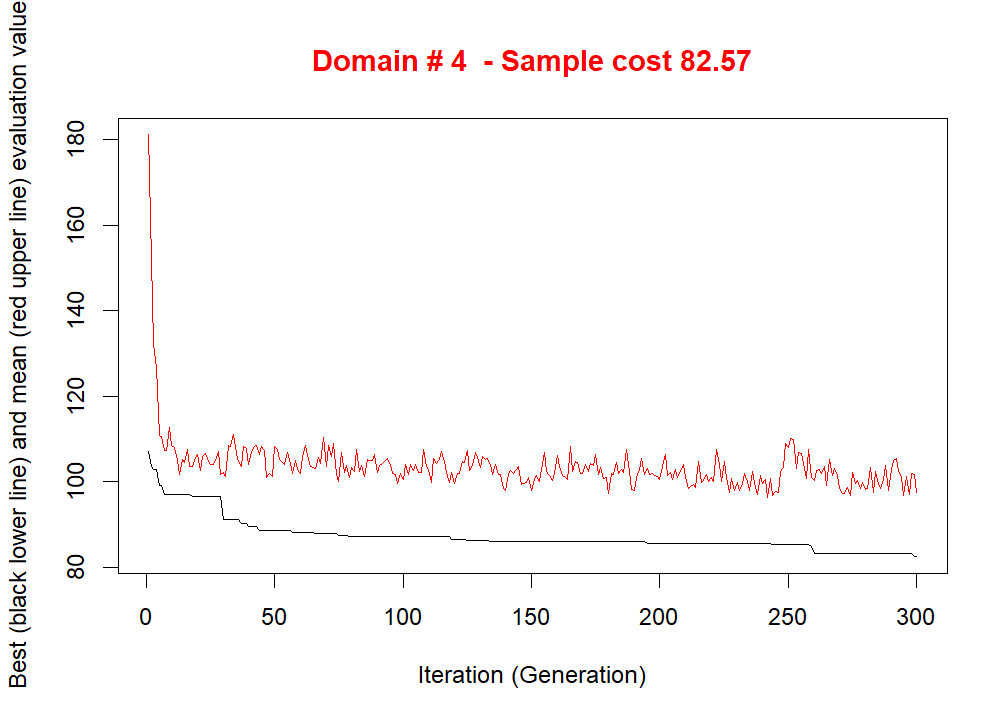 Domain # 4  - Sample cost 82.57
Best (black lower line) and mean (red upper line) evaluation value
180
160
140
120
100
80
0 50 100 150 200 250 300
Iteration (Generation)